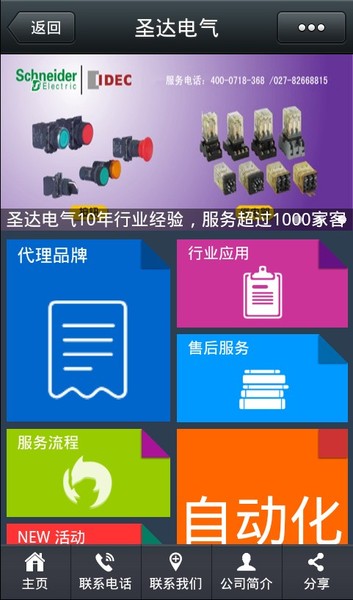 返回
圣达电气
Schneider
Electric
IDEC
服务电话：400-0718-368 /027-82668815
圣达电气10年行业经验，服务超过1000家客
代理品牌
行业应用
售后服务
服务流程
自动化
NEW 活动
主页
联系电话
联系我们
公司简介
分享